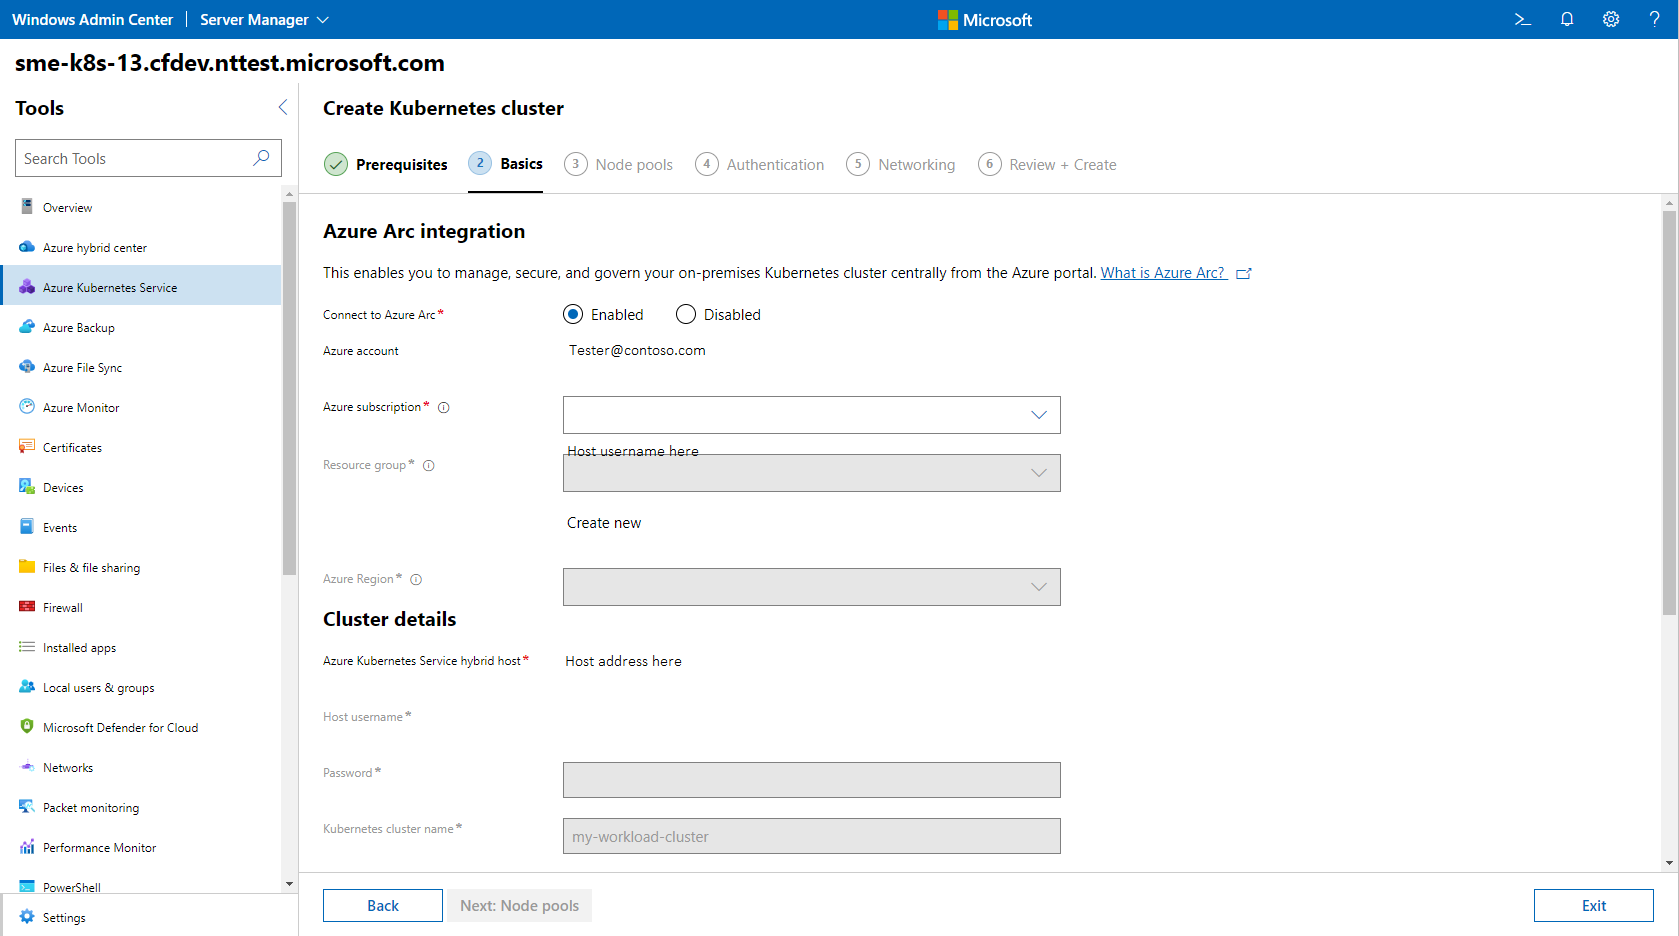 Windows Admin Center | Server Manager
Microsoft
>_ ?
sme-k8s-13.cfdev.nttest.microsoft.com
Tools
Search Tools
Overview
Azure hybrid center
Azure Kubernetes Service
Azure Backup
Azure File Sync
Azure Monitor
Certificates
Devices
Events
Files & file sharing
Firewall
Installed apps
Local users & groups
Microsoft Defender for Cloud
Networks
Packet monitoring
Performance Monitor
PowerShell
Settings
Create Kubernetes cluster
Prerequisites 2 Basics 3 Node pools 4 Authentication 5 Networking 6 Review + Create
Azure Arc integration
This enables you to manage, secure, and govern your on-premises Kubernetes cluster centrally from the Azure portal. What is Azure Arc?
Connect to Azure Arc* Enabled Disabled
Azure account Tester@contoso.com
Azure subscription*
Host username here
Resource group*
Create new
Azure Region*
Cluster details
Azure Kubernetes Service hybrid host* Host address here
Host username*
Password*
Kubernetes cluster name* my-workload-cluster
Back Next: Node pools Exit